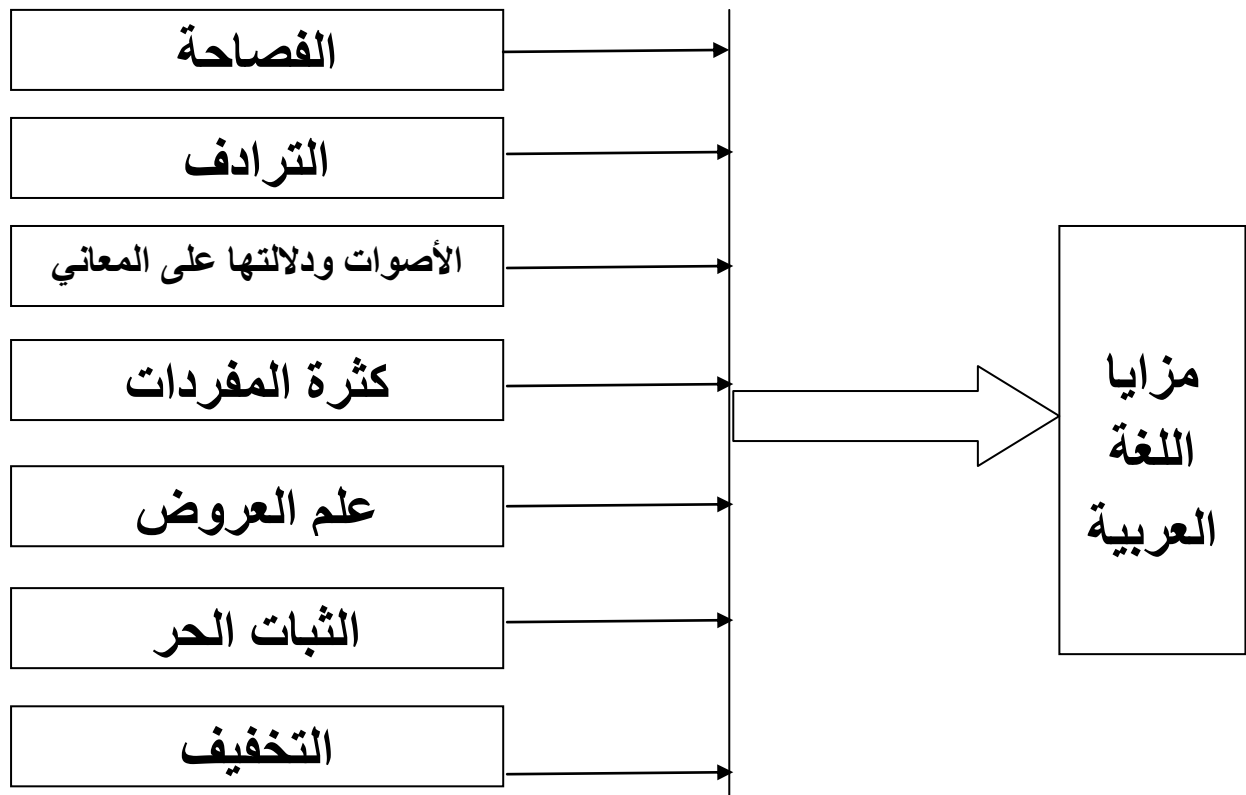 الفصاحة
الترادف
الأصوات ودلالتها على المعاني
كثرة المفردات
علم العروض
الثبات الحر
التخفيف
مزايا
اللغة
العربية